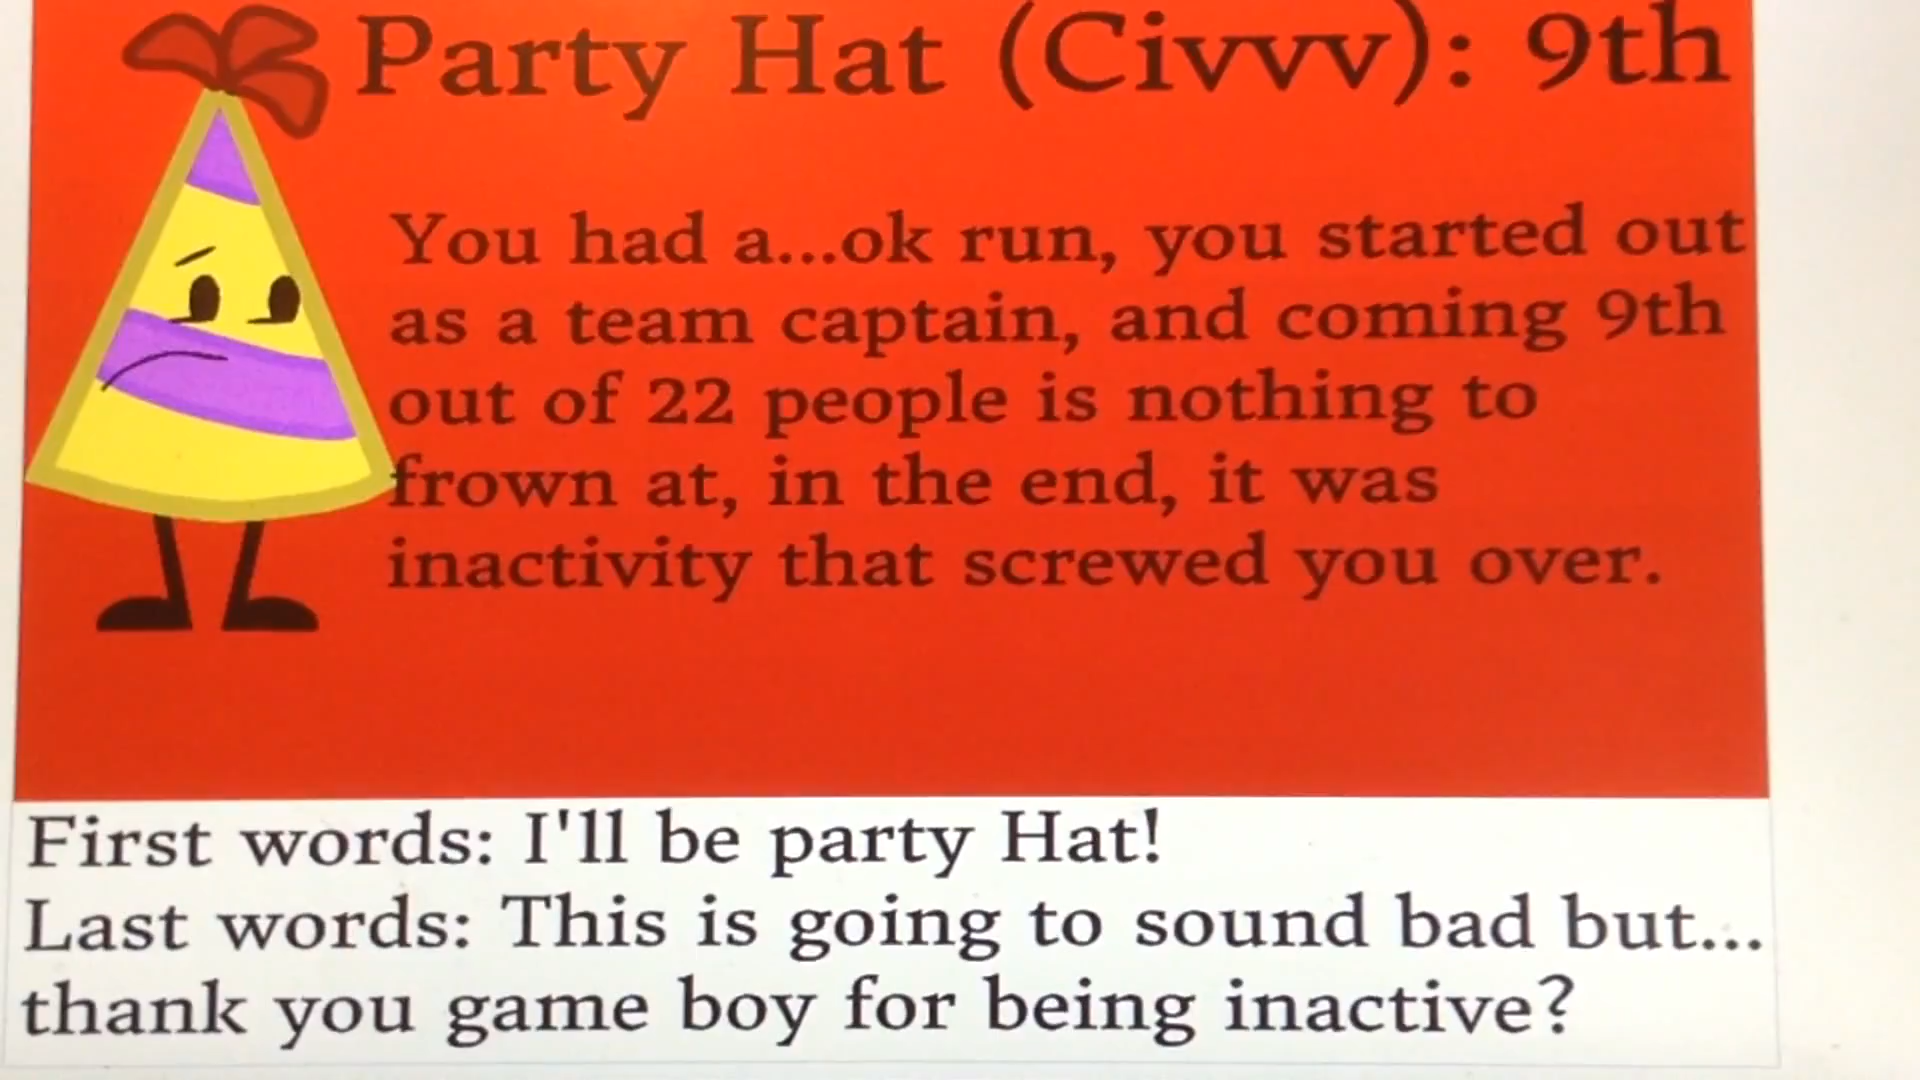 Party Hat (Civvv): 9th
You had a...ok run, you started out
as a team captain, and coming 9th
out of 22 people is nothing to
frown at, in the end, it was
inactivity that screwed you over.
First words: I'll be party Hat!
Last words: This is going to sound bad but...
thank you game boy for being inactive?